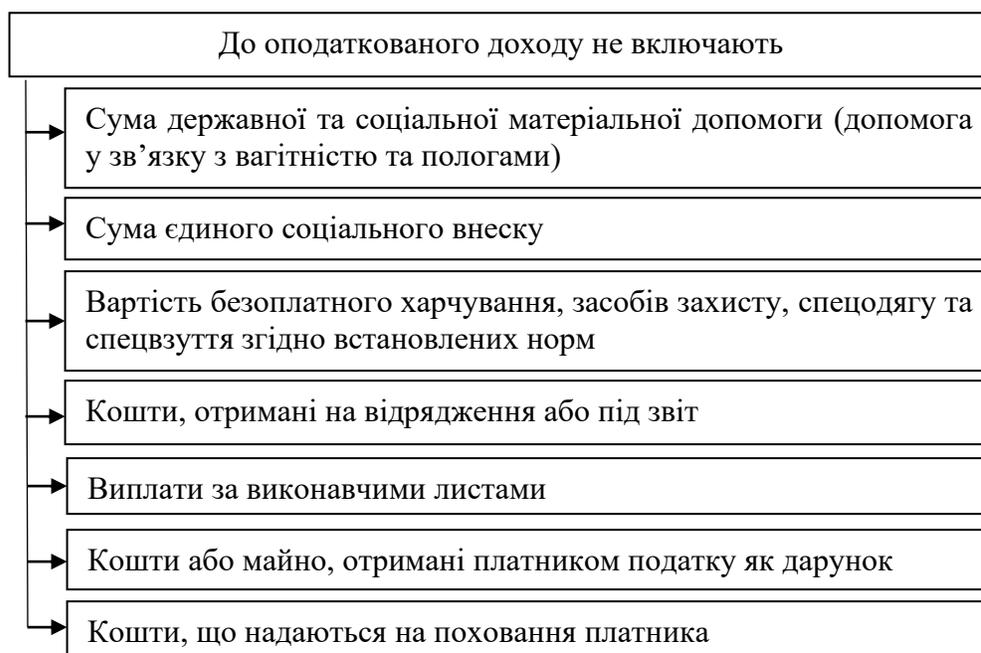 До оподаткованого доходу не включають
Сума державної та соціальної матеріальної допомоги (допомога
у зв’язку з вагітністю та пологами)
Сума єдиного соціального внеску
Вартість безоплатного харчування, засобів захисту, спецодягу та
спецвзуття згідно встановлених норм
Кошти, отримані на відрядження або під звіт
Виплати за виконавчими листами
Кошти або майно, отримані платником податку як дарунок
Кошти, що надаються на поховання платника